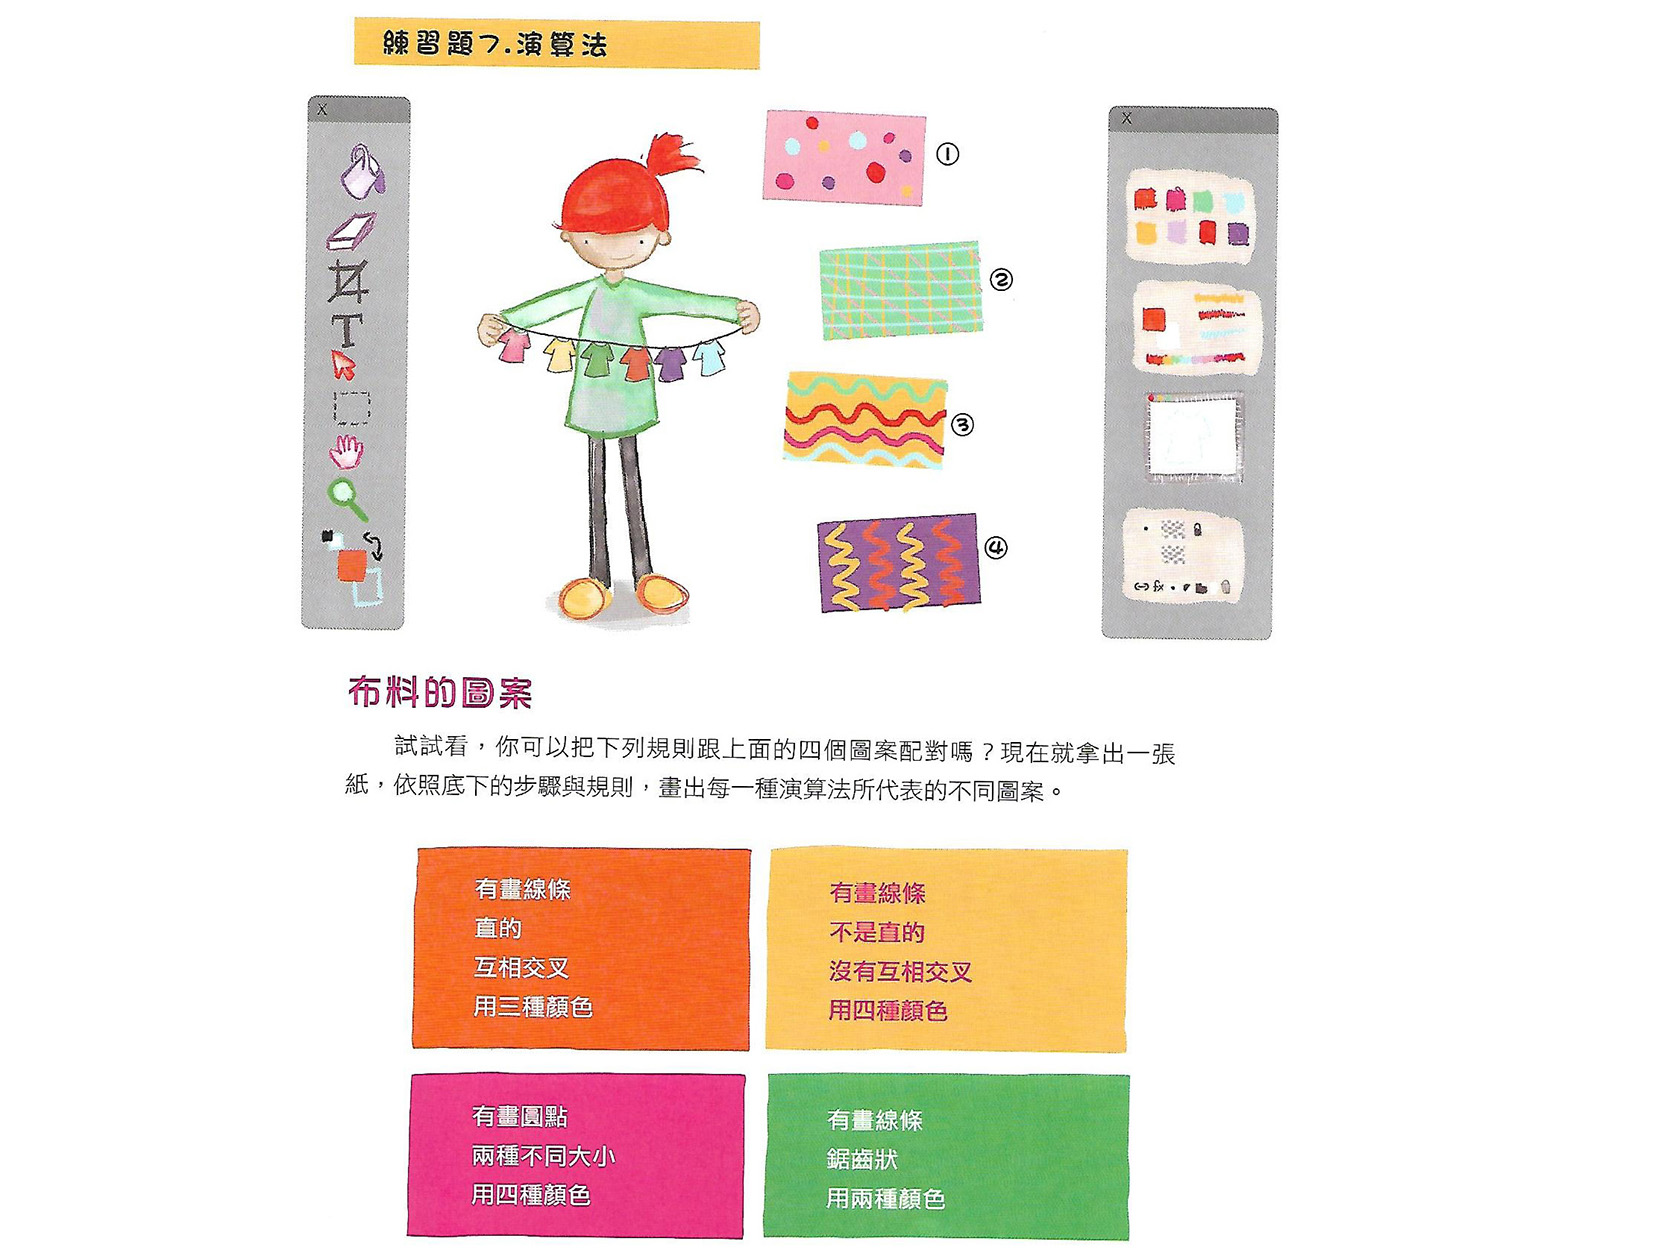 練習題7.演算法
X
X
①
②
③
④
T
fx
布料的圖案
試試看，你可以把下列規則跟上面的四個圖案配對嗎？現在就拿出一張
紙，依照底下的步驟與規則，畫出每一種演算法所代表的不同圖案。
有畫線條
直的
互相交叉
用三種顏色
有畫線條
不是直的
沒有互相交叉
用四種顏色
有畫圓點
兩種不同大小
用四種顏色
有畫線條
鋸齒狀
用兩種顏色